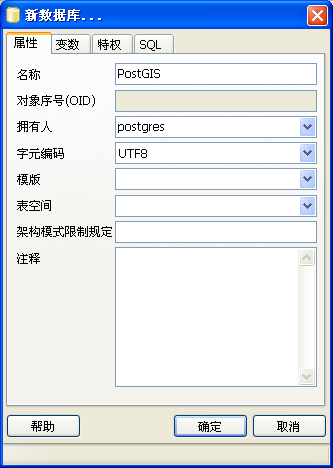 新数据库...
属性 变数 特权 SQL
名称 PostGIS
对象序号(OID)
拥有人 postgres
字元编码 UTF8
模版
表空间
架构模式限制规定
注释
帮助 确定 取消